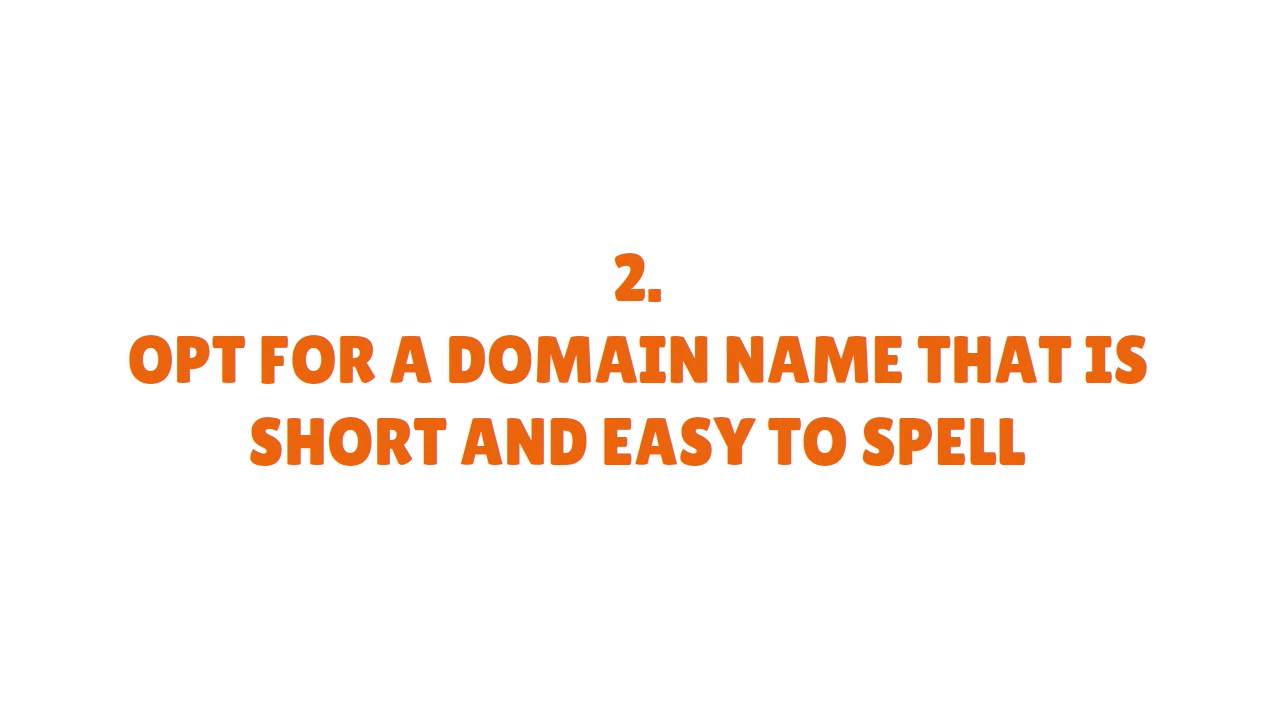 2.
OPT FOR A DOMAIN NAME THAT IS
SHORT AND EASY TO SPELL